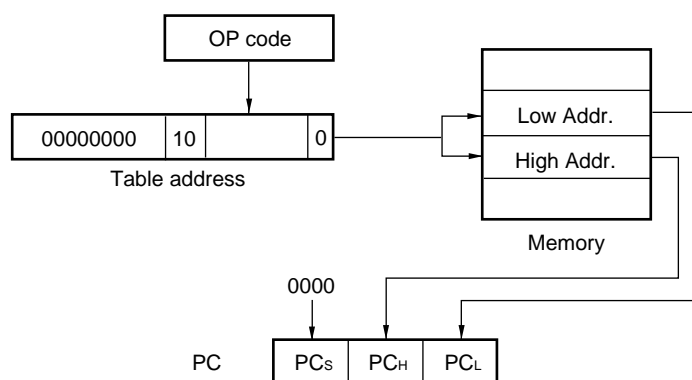 OP code
00000000 10 0
Table address
Low Addr.
High Addr.
Memory
0000
PC PCS PCH PCL